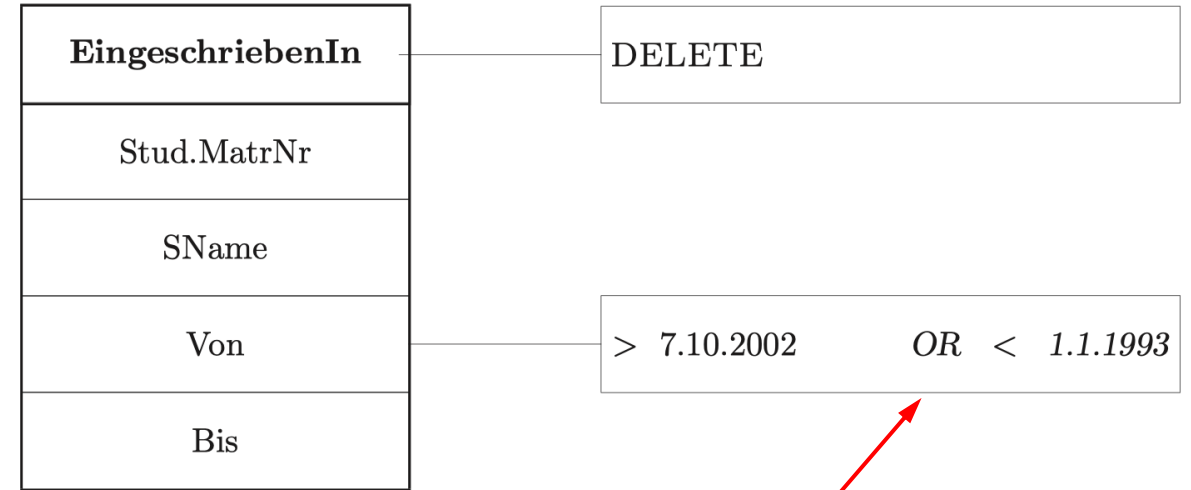 EingeschriebenIn DELETE
Stud.MatrNr
SName
Von > 7.10.2002 OR < 1.1.1993
Bis